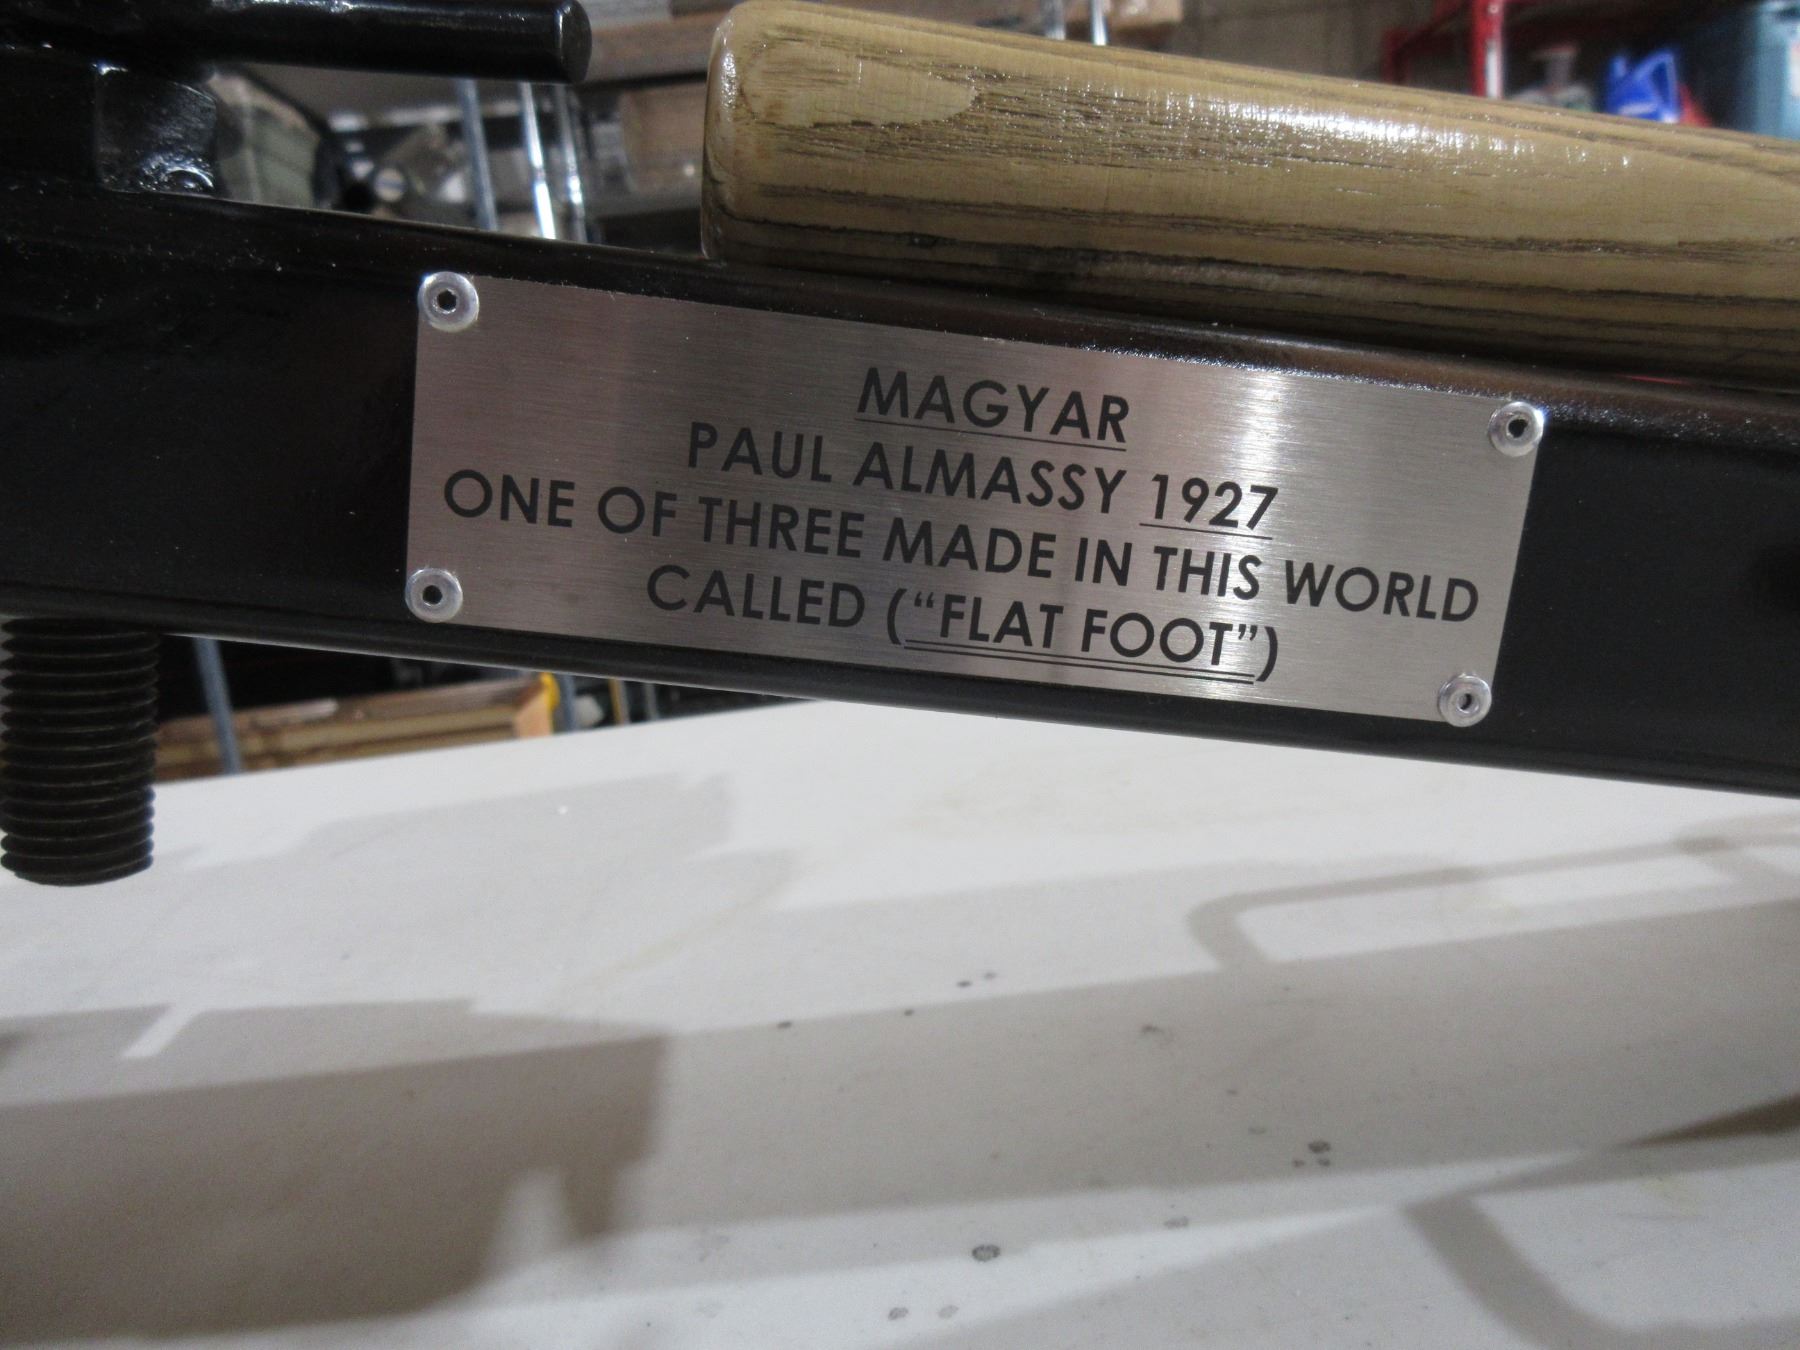 MAGYAR
PAUL ALMASSY 1927
ONE OF THREE MADE IN THIS WORLD
CALLED (“FLAT FOOT”)